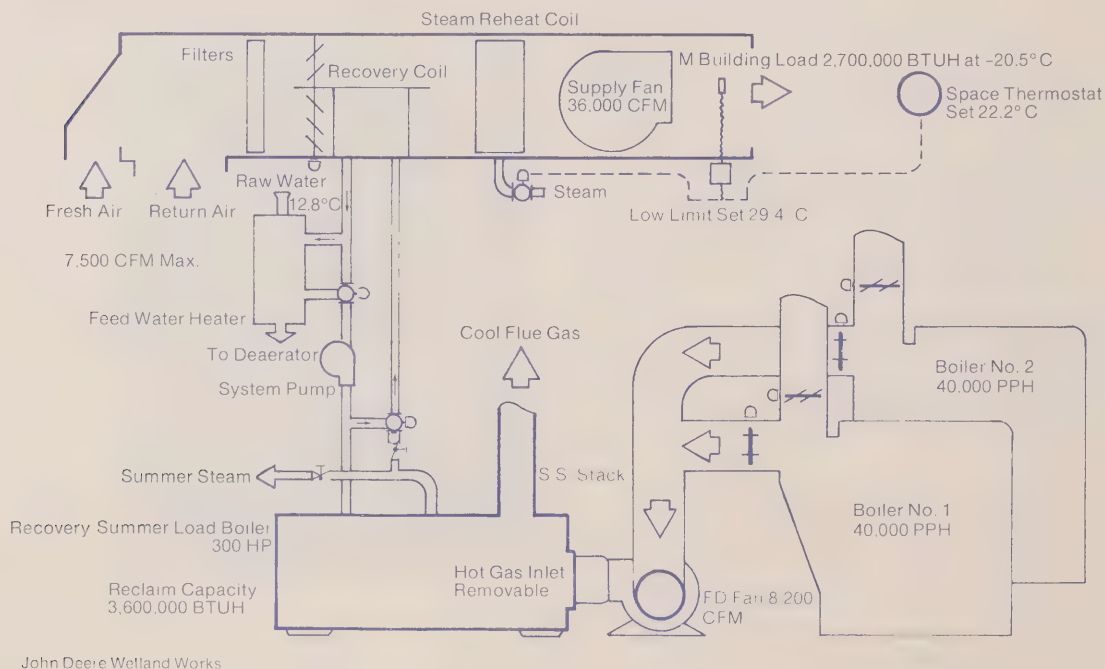 Steam Reheat Coil
Filters
Recovery Coil
Supply Fan
36,000 CFM
M Building Load 2,700,000 BTUH at -20.5°C
Space Thermostat
Set 22.2°C
Raw Water
12.8°C
Steam
Fresh Air
Return Air
Low Limit Set 29 4 C
7,500 CFM Max.
Feed Water Heater
Cool Flue Gas
To Deaerator
System Pump
Boiler No. 2
40,000 PPH
Summer Steam
S.S. Stack
Boiler No. 1
40,000 PPH
Recovery Summer Load Boiler
300 HP
Reclaim Capacity
3,600,000 BTUH
Hot Gas Inlet
Removable
FD Fan 8,200
CFM
John Deere Welland Works